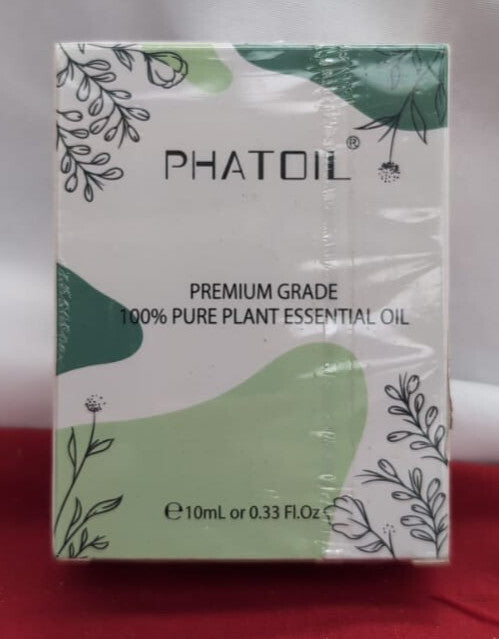 PHATOIL®
PREMIUM GRADE
100% PURE PLANT ESSENTIAL OIL
℮10mL or 0.33 Fl.Oz